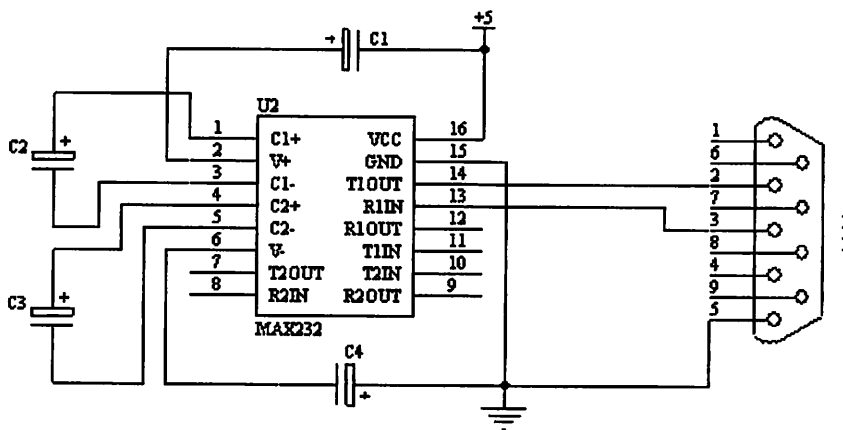 +5
+ C1
U2
C2 +
1 C1+
2 V+
3 C1-
4 C2+
5 C2-
6 V-
7 T2OUT
8 R2IN
VCC 16
GND 15
T1OUT 14
R1IN 13
R1OUT 12
T1IN 11
T2IN 10
R2OUT 9
MAX232
C3 +
C4
+
1
6
2
7
3
8
4
9
5